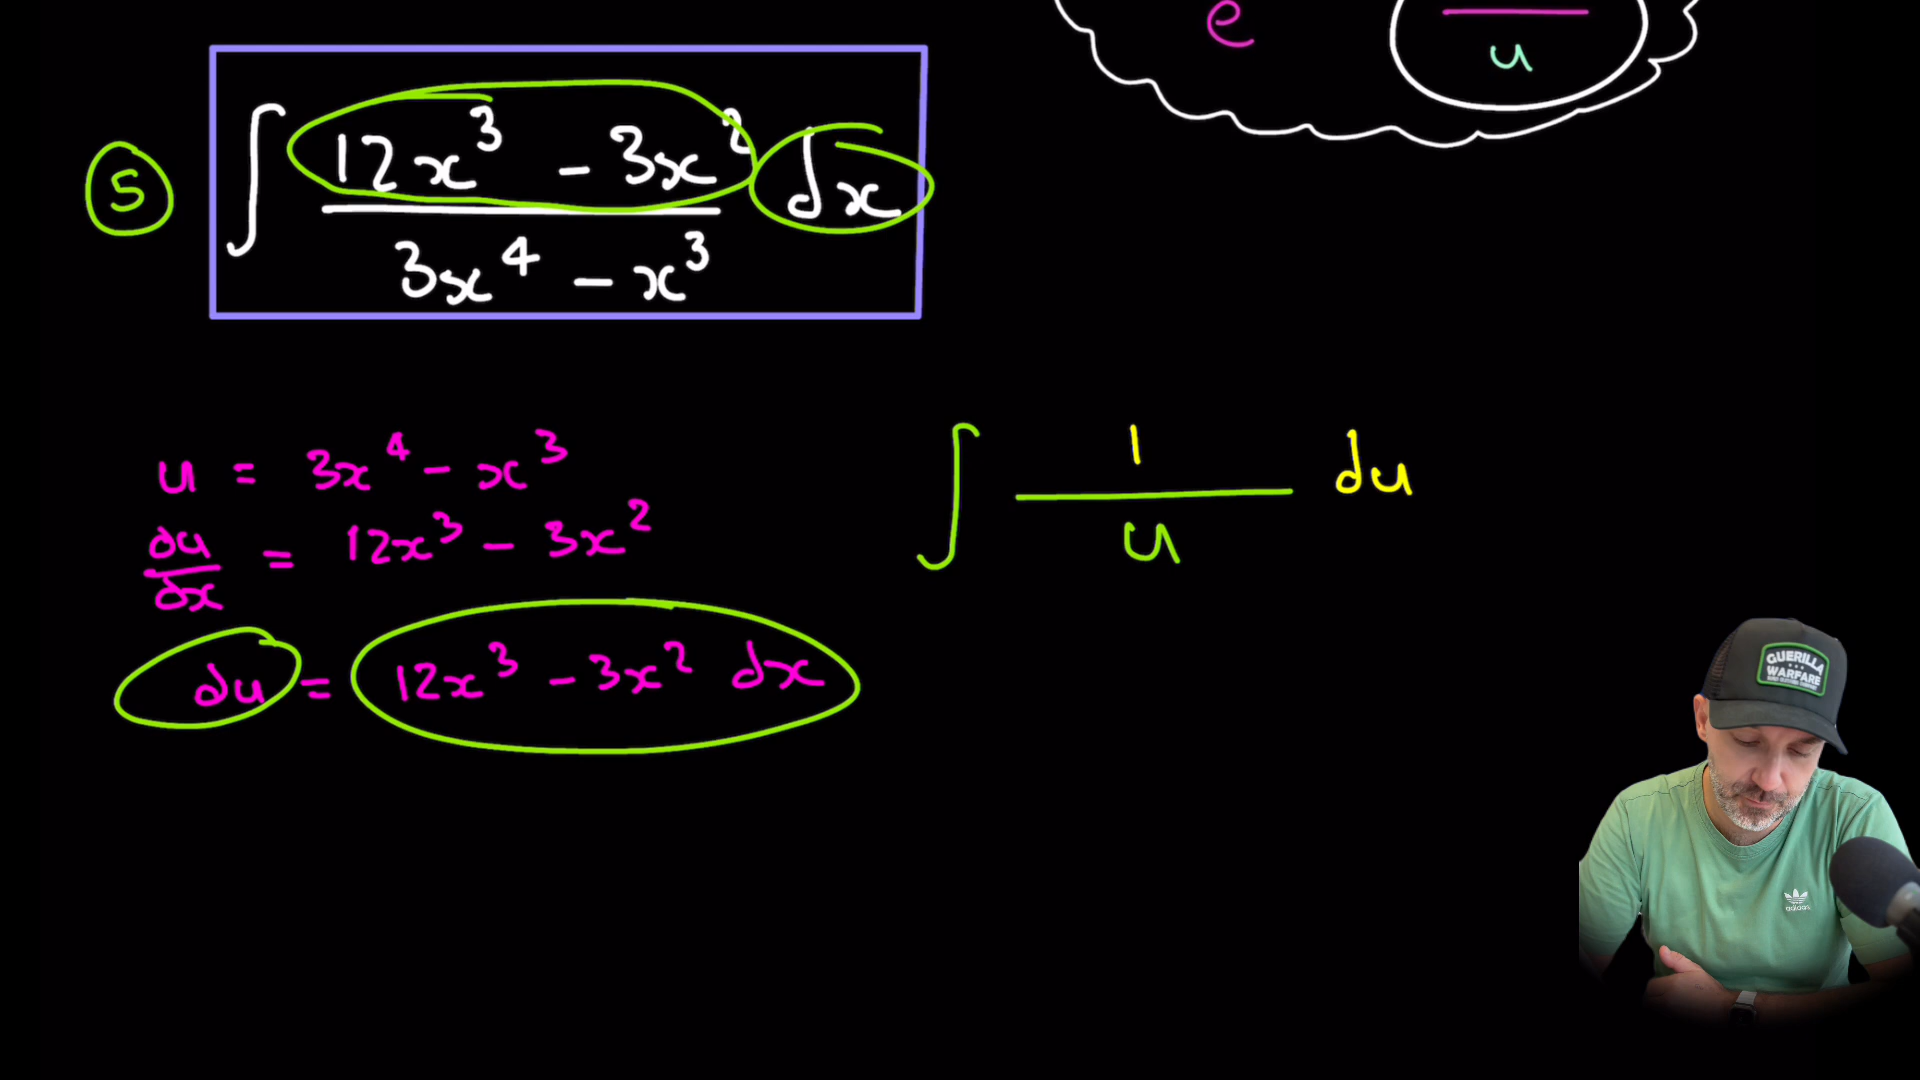 e
u
5
∫ 12x³ - 3x² dx
3x⁴ - x³
u = 3x⁴ - x³
du/dx = 12x³ - 3x²
du = 12x³ - 3x² dx
∫ 1/u du
GUERILLA
WARFARE
adidas